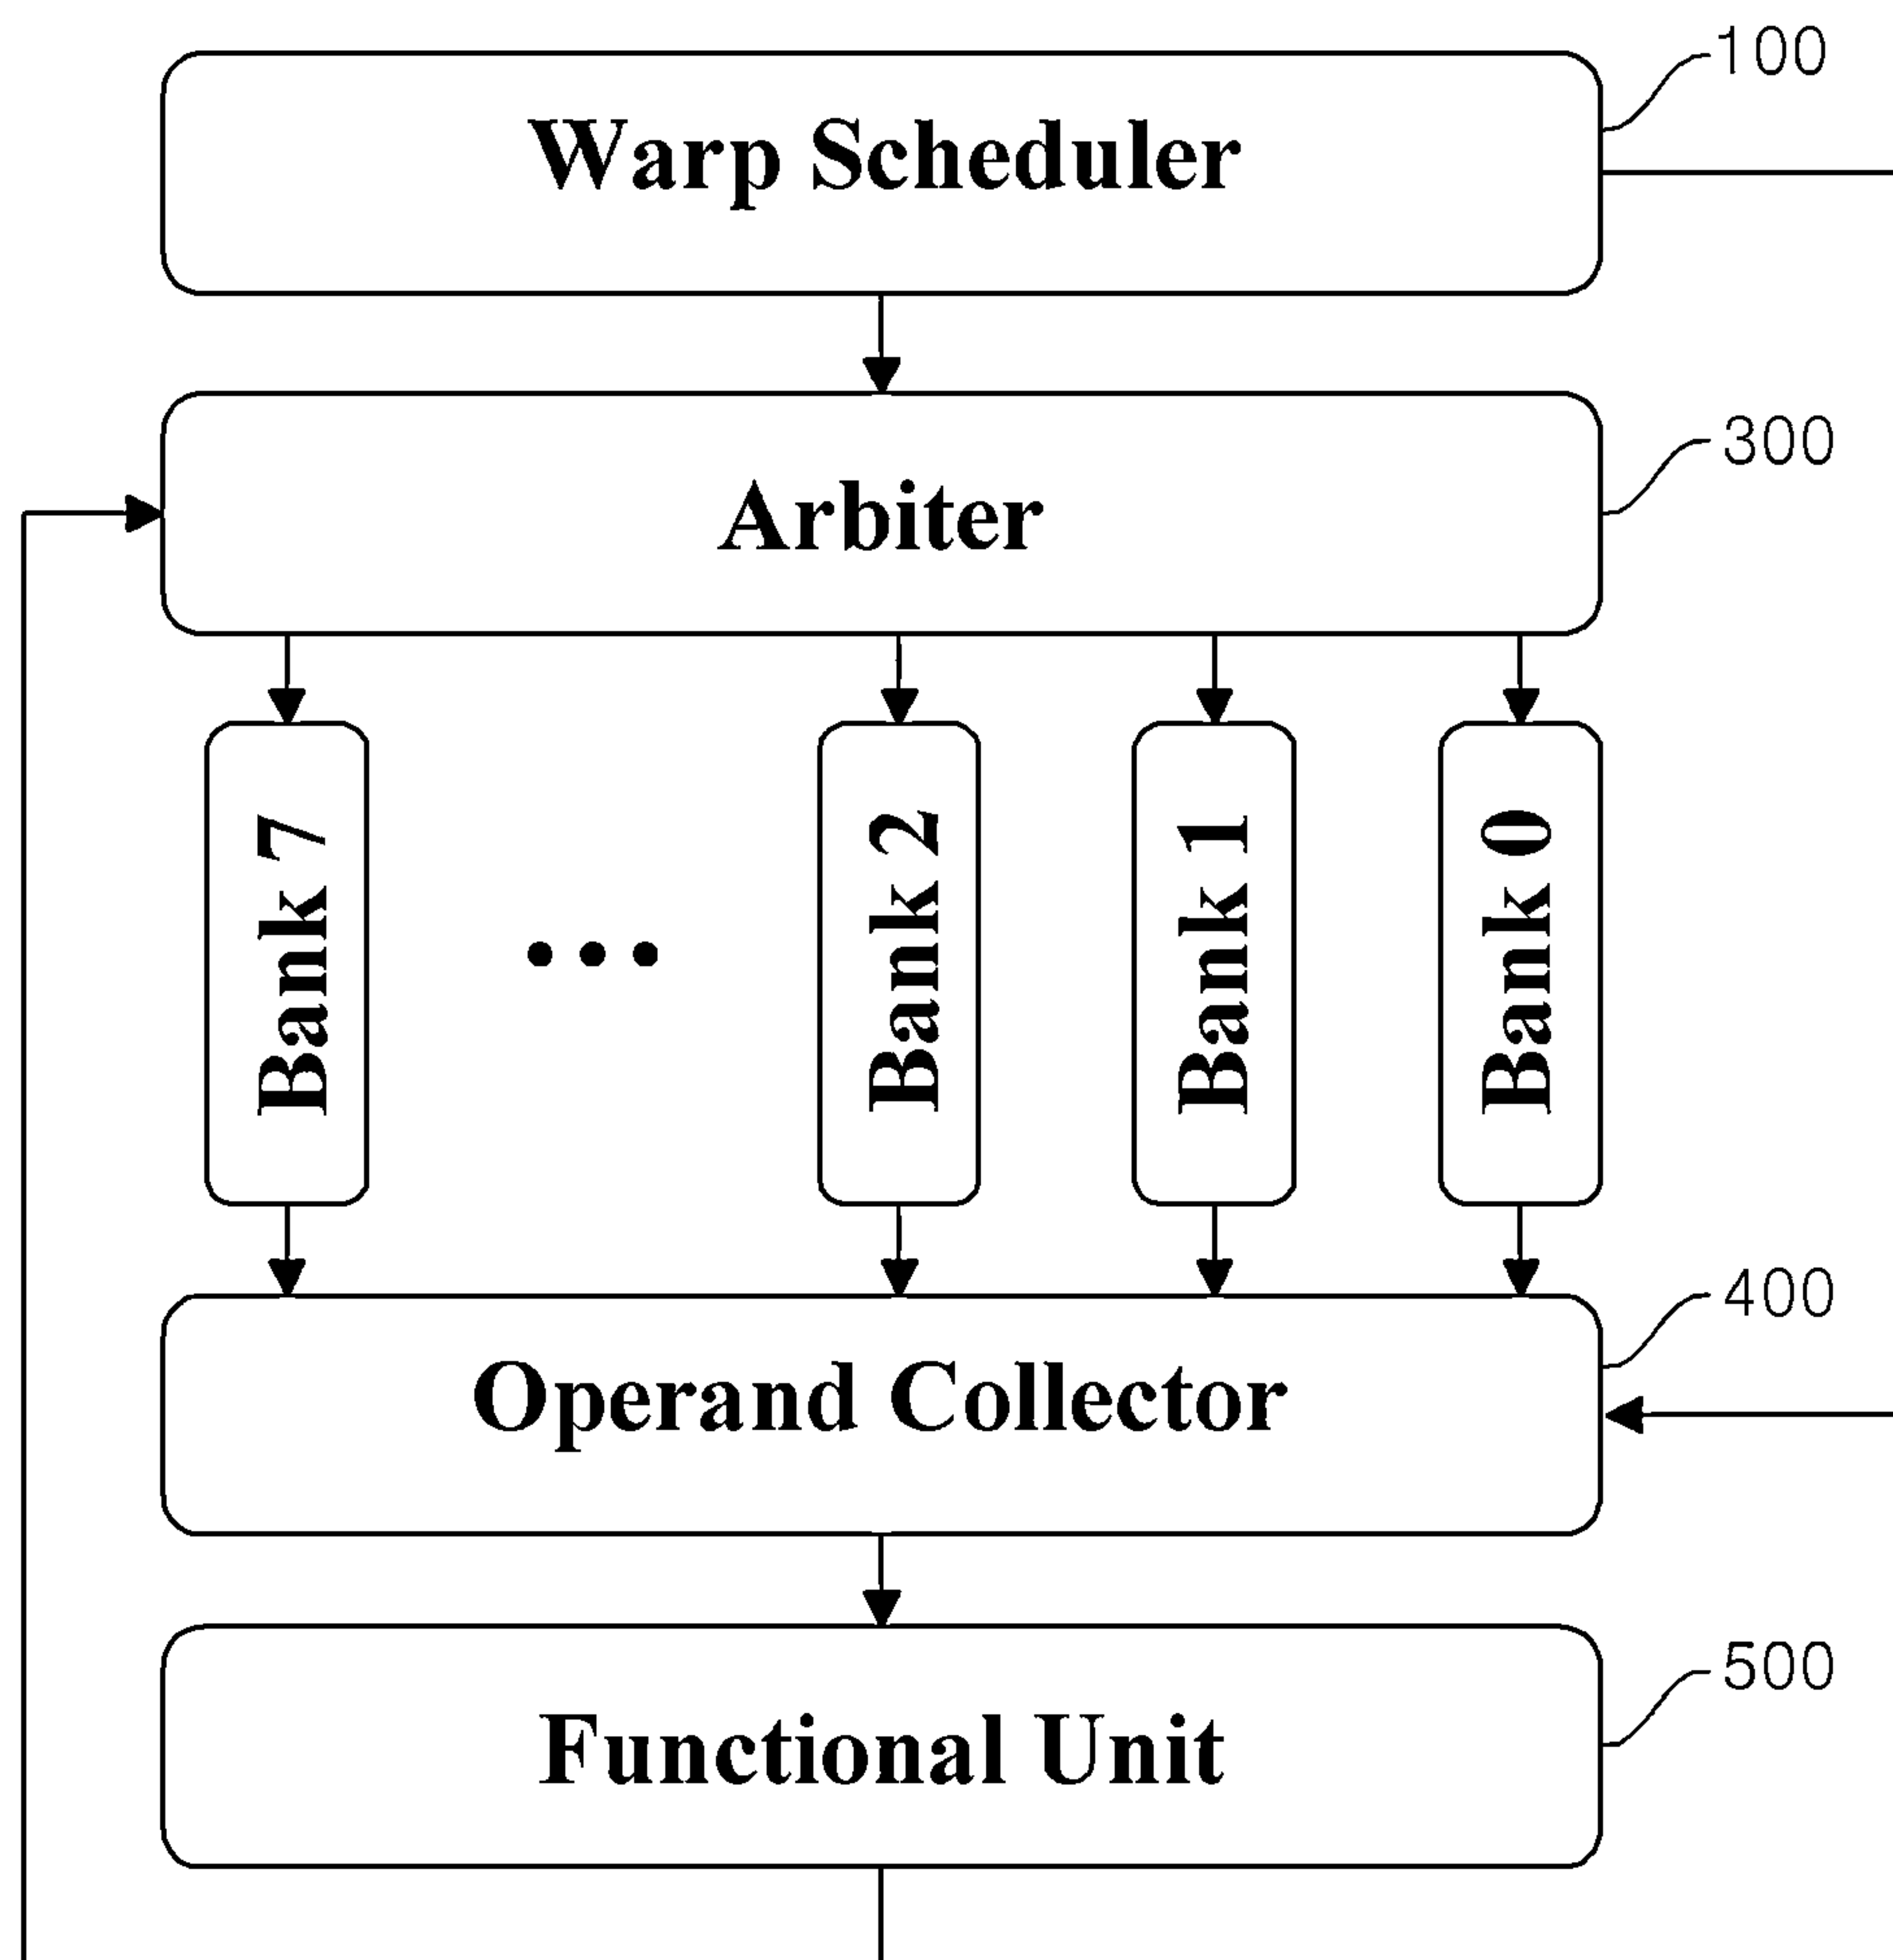 100
Warp Scheduler
300
Arbiter
Bank 7
Bank 2
Bank 1
Bank 0
400
Operand Collector
500
Functional Unit